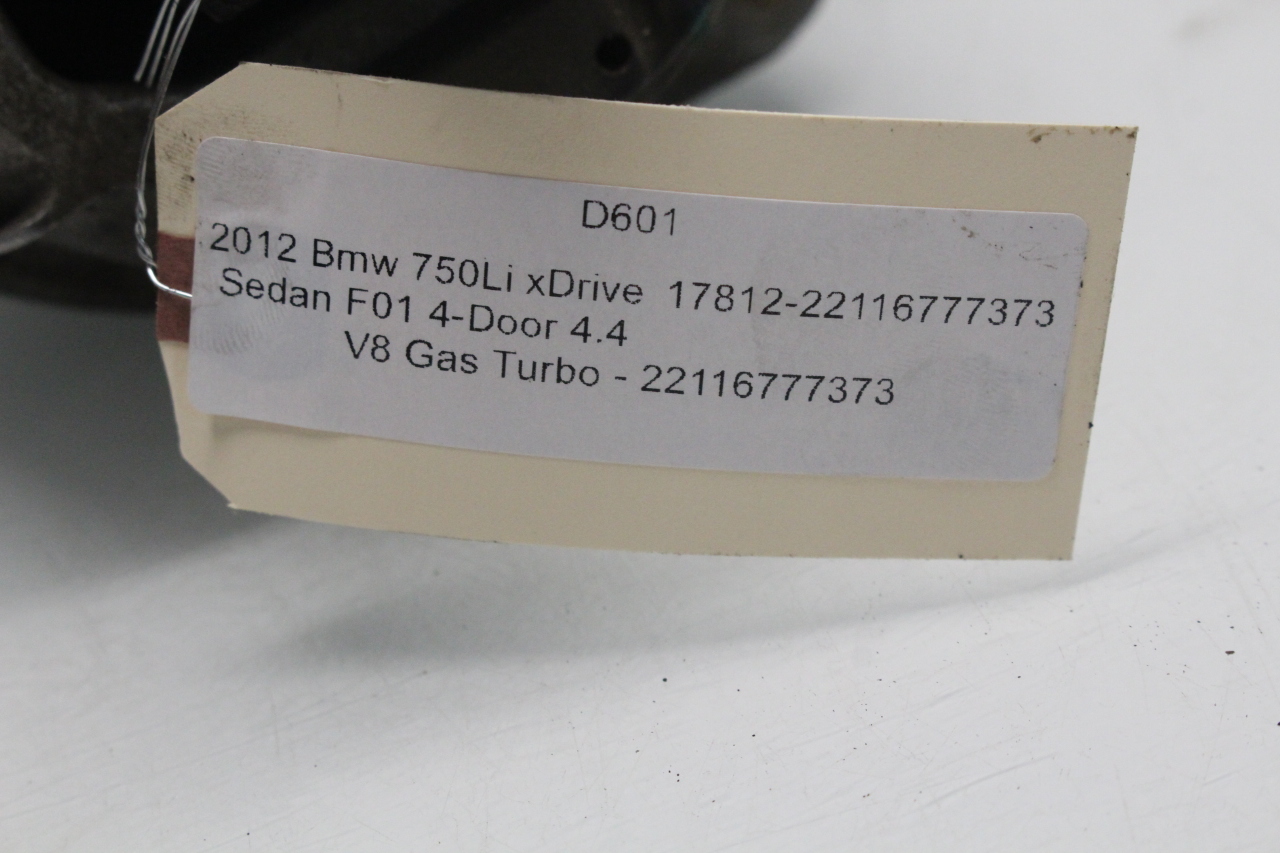 D601
2012 Bmw 750Li xDrive 17812-22116777373
Sedan F01 4-Door 4.4
V8 Gas Turbo - 22116777373